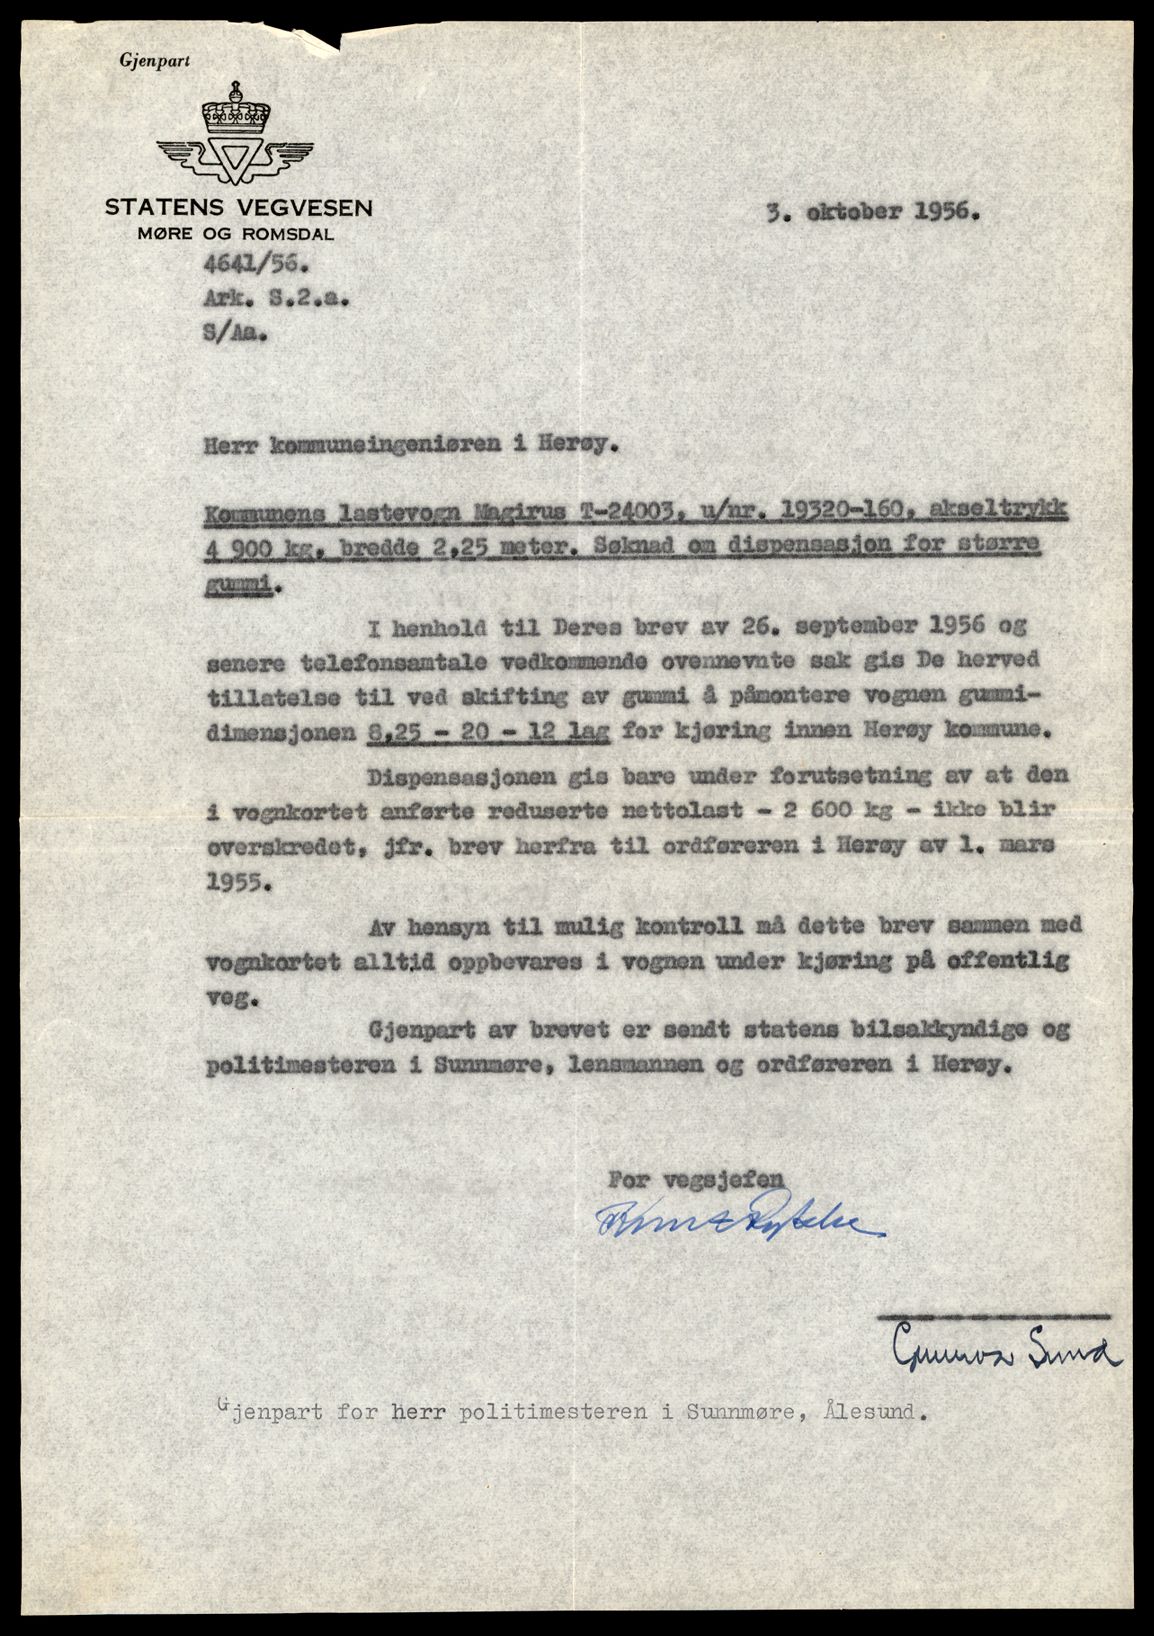 Gjenpart
STATENS VEGVESEN
MØRE OG ROMSDAL
3. oktober 1956.
4641/56.
Ark. S.2.a.
S/Aa.
Herr kommuneingeniøren i Herøy.
Kommunens lastevogn Magirus T-24003, u/nr. 19320-160, akseltrykk
4 900 kg, bredde 2,25 meter. Søknad om dispensasjon for større
gummi.
I henhold til Deres brev av 26. september 1956 og
senere telefonsamtale vedkommende ovennevnte sak gis De herved
tillatelse til ved skifting av gummi å påmontere vognen gummi-
dimensjonen 8,25 - 20 - 12 lag for kjøring innen Herøy kommune.
Dispensasjonen gis bare under forutsetning av at den
i vognkortet anførte reduserte nettolast - 2 600 kg - ikke blir
overskredet, jfr. brev herfra til ordføreren i Herøy av 1. mars
1955.
Av hensyn til mulig kontroll må dette brev sammen med
vognkortet alltid oppbevares i vognen under kjøring på offentlig
veg.
Gjenpart av brevet er sendt statens bilsakkyndige og
politimesteren i Sunnmøre, lensmannen og ordføreren i Herøy.
For vegsjefen
Gunnar Sund
Gjenpart for herr politimesteren i Sunnmøre, Ålesund.